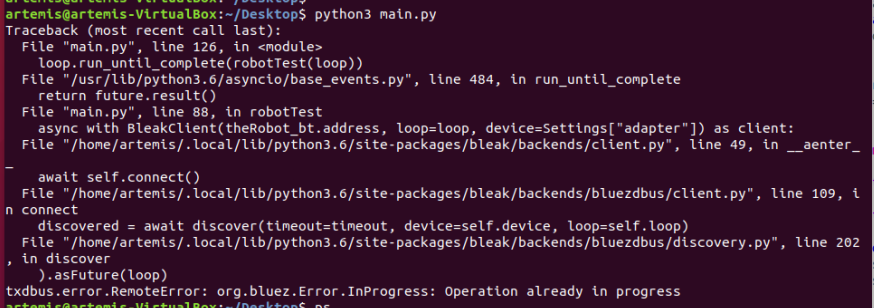 artemis@artemis-VirtualBox:~/Desktop$
artemis@artemis-VirtualBox:~/Desktop$ python3 main.py
Traceback (most recent call last):
  File "main.py", line 126, in <module>
    loop.run_until_complete(robotTest(loop))
  File "/usr/lib/python3.6/asyncio/base_events.py", line 484, in run_until_complete
    return future.result()
  File "main.py", line 88, in robotTest
    async with BleakClient(theRobot_bt.address, loop=loop, device=Settings["adapter"]) as client:
  File "/home/artemis/.local/lib/python3.6/site-packages/bleak/backends/client.py", line 49, in __aenter_
_
    await self.connect()
  File "/home/artemis/.local/lib/python3.6/site-packages/bleak/backends/bluezdbus/client.py", line 109, i
n connect
    discovered = await discover(timeout=timeout, device=self.device, loop=self.loop)
  File "/home/artemis/.local/lib/python3.6/site-packages/bleak/backends/bluezdbus/discovery.py", line 202
, in discover
    ).asFuture(loop)
txdbus.error.RemoteError: org.bluez.Error.InProgress: Operation already in progress
artemis@artemis-VirtualBox:~/Desktop$ ps